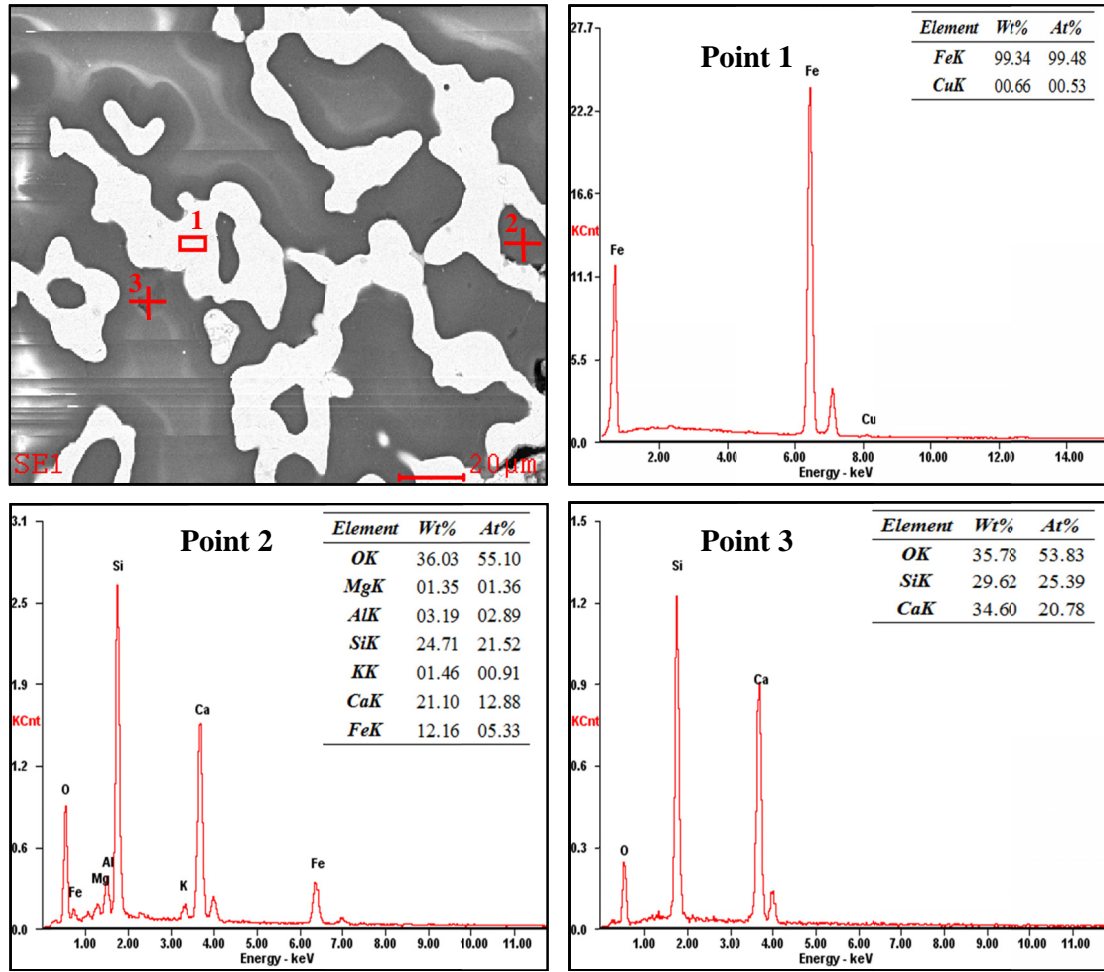 1
2
3
SE1
20μm
Point 1
Element Wt% At%
FeK 99.34 99.48
CuK 00.66 00.53
27.7
22.2
16.6
KCnt
11.1
5.5
0.0
Fe
Fe
Cu
2.00 4.00 6.00 8.00 10.00 12.00 14.00
Energy - keV
Point 2
Element Wt% At%
OK 36.03 55.10
MgK 01.35 01.36
AlK 03.19 02.89
SiK 24.71 21.52
KK 01.46 00.91
CaK 21.10 12.88
FeK 12.16 05.33
3.1
2.5
1.9
KCnt
1.2
0.6
0.0
O
Fe
Mg
Al
Si
K
Ca
Fe
1.00 2.00 3.00 4.00 5.00 6.00 7.00 8.00 9.00 10.00 11.00
Energy - keV
Point 3
Element Wt% At%
OK 35.78 53.83
SiK 29.62 25.39
CaK 34.60 20.78
1.5
1.2
0.9
KCnt
0.6
0.3
0.0
O
Si
Ca
1.00 2.00 3.00 4.00 5.00 6.00 7.00 8.00 9.00 10.00 11.00
Energy - keV